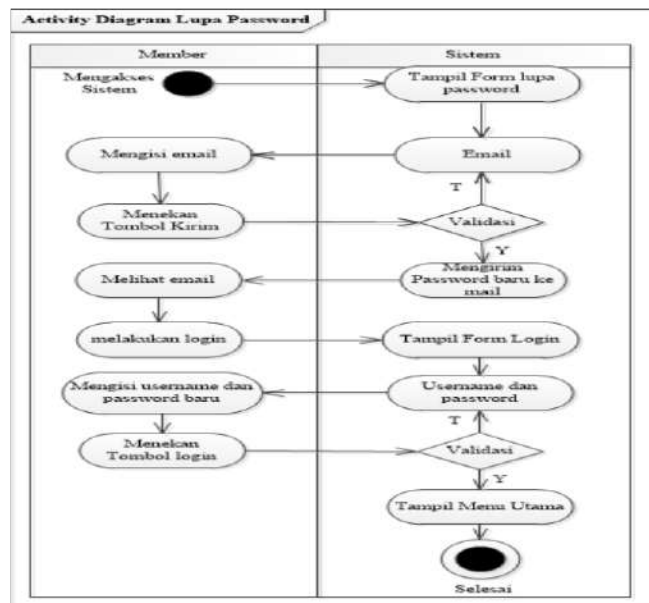 Activity Diagram Lupa Password
Member
Sistem
Mengakses
Sistem
Tampil Form lupa
password
Mengisi email
Email
T
Menekan
Tombol Kirim
Validasi
Y
Melihat email
Mengirim
Password baru ke
mail
melakukan login
Tampil Form Login
Mengisi username dan
password baru
Username dan
password
T
Menekan
Tombol login
Validasi
Y
Tampil Menu Utama
Selesai